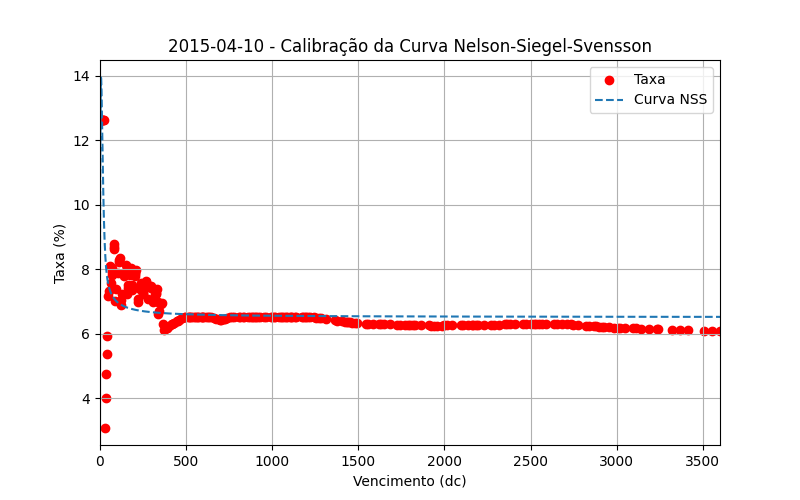 2015-04-10 - Calibração da Curva Nelson-Siegel-Svensson
Taxa
Curva NSS
Taxa (%)
14
12
10
8
6
4
0 500 1000 1500 2000 2500 3000 3500
Vencimento (dc)